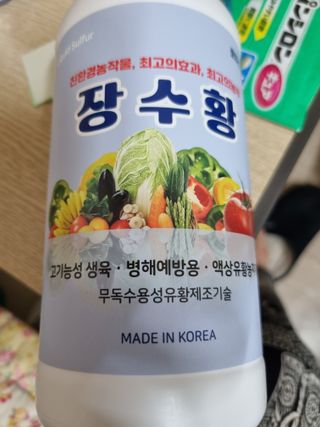 Gold Sulfur
친환경농작물, 최고의효과, 최고의
장수황
고기능성 생육 · 병해예방용 · 액상유황
무독수용성유황제조기술
MADE IN KOREA